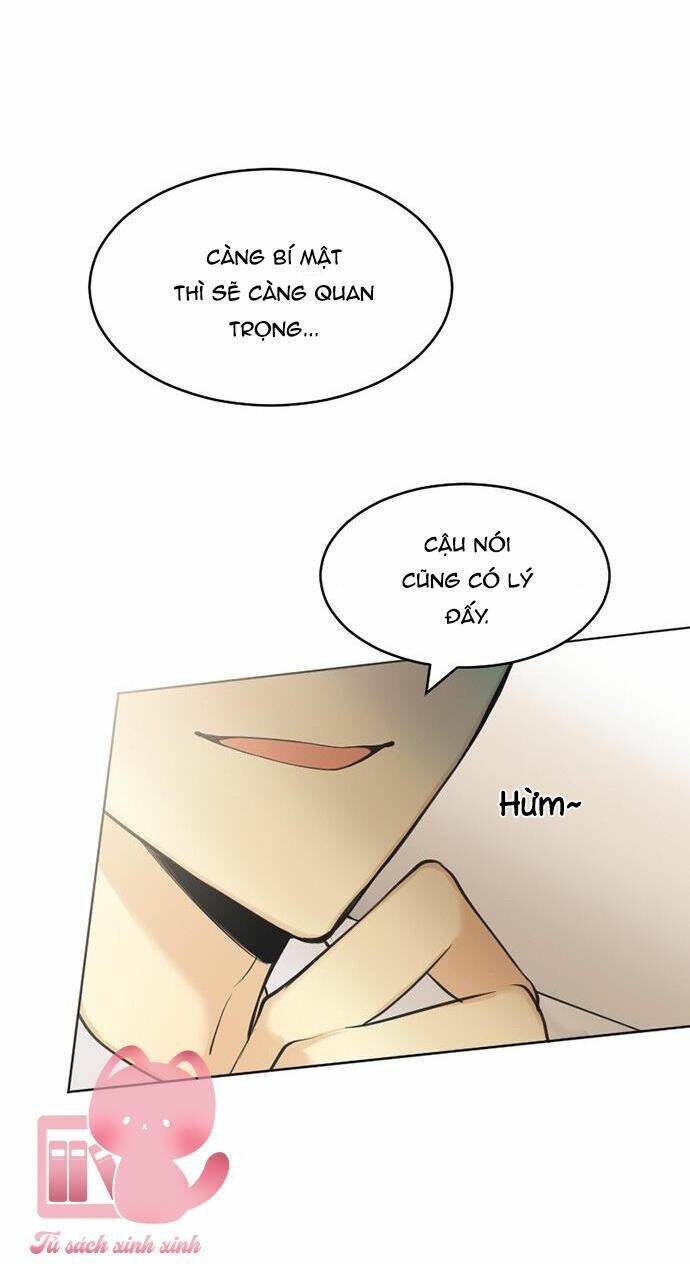 CÀNG BÍ MẬT
THÌ SẼ CÀNG QUAN
TRỌNG...
CẬU NÓI
CŨNG CÓ LÝ
ĐẤY.
Hừm~
Tủ sách xinh xinh